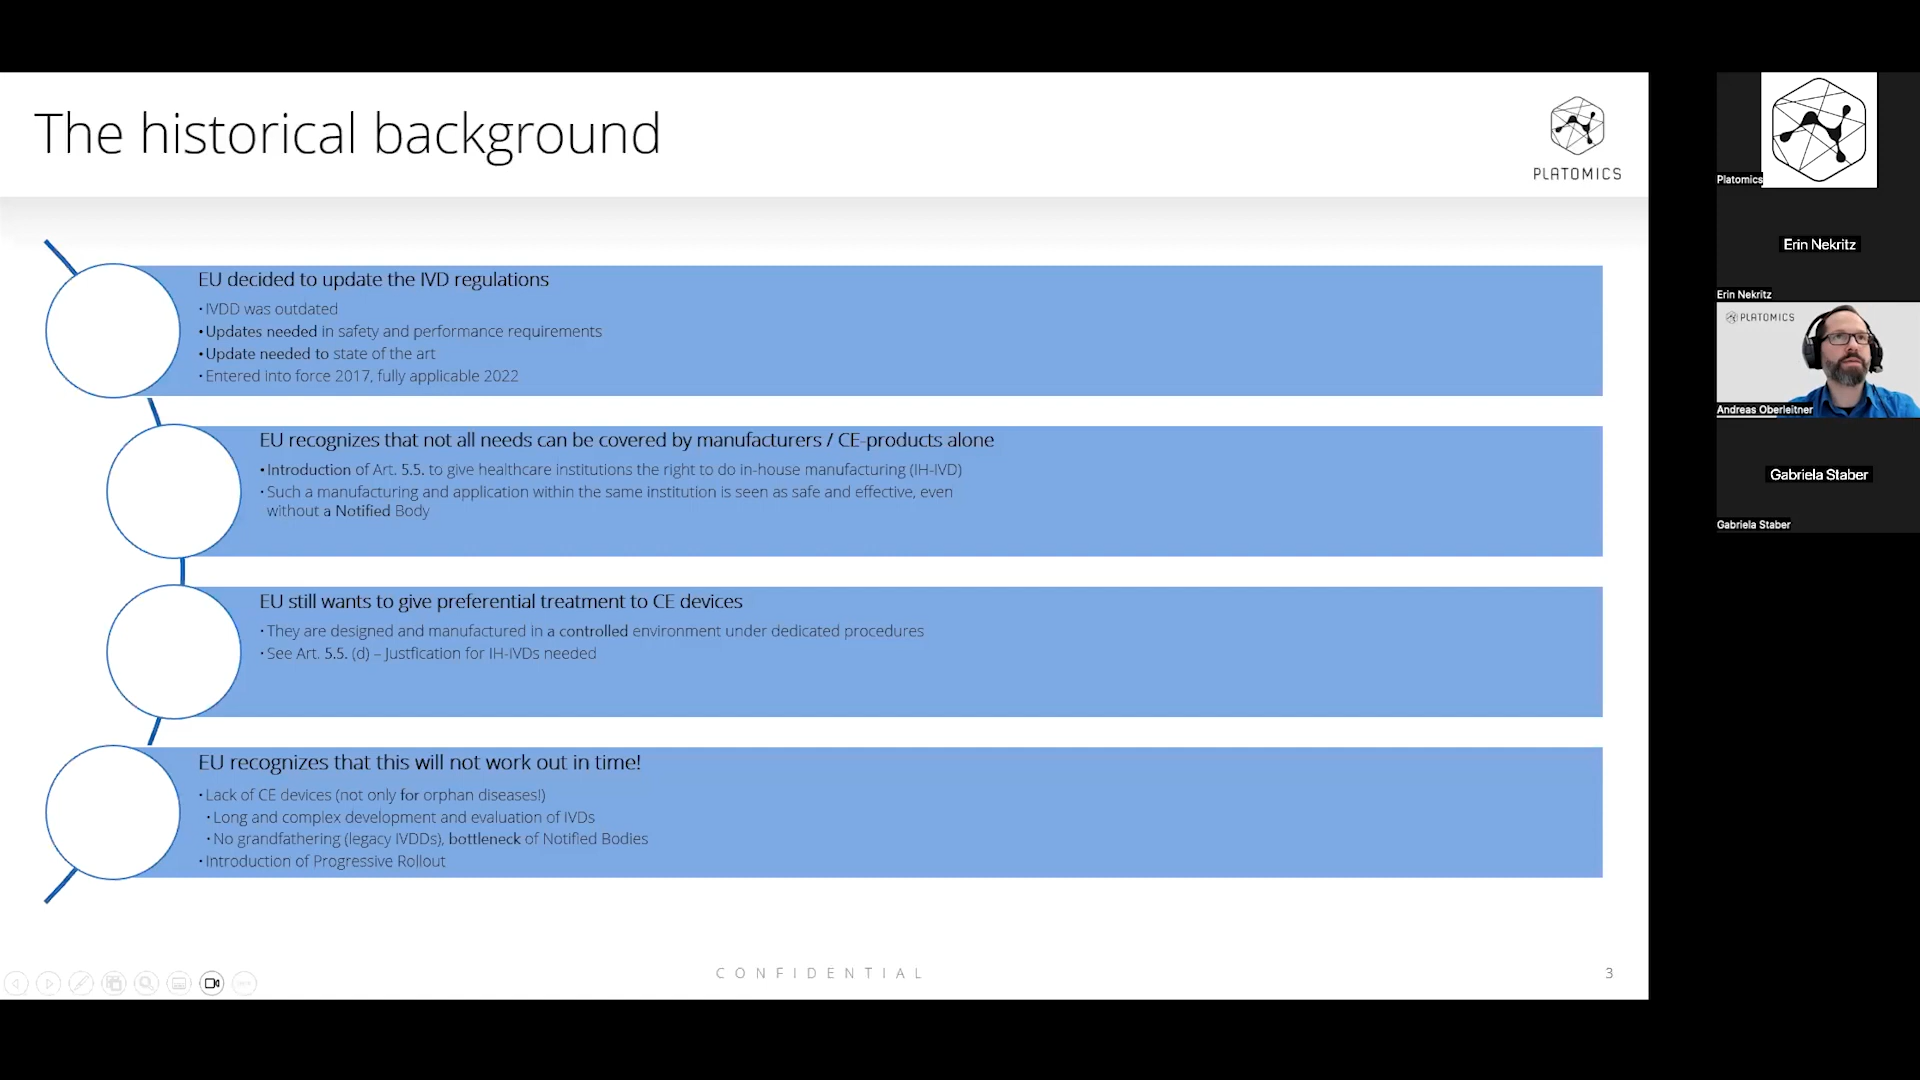 The historical background
PLATOMICS
EU decided to update the IVD regulations
• IVDD was outdated
• Updates needed in safety and performance requirements
• Update needed to state of the art
• Entered into force 2017, fully applicable 2022
EU recognizes that not all needs can be covered by manufacturers / CE-products alone
• Introduction of Art. 5.5. to give healthcare institutions the right to do in-house manufacturing (IH-IVD)
• Such a manufacturing and application within the same institution is seen as safe and effective, even
without a Notified Body
EU still wants to give preferential treatment to CE devices
• They are designed and manufactured in a controlled environment under dedicated procedures
• See Art. 5.5. (d) – Justfication for IH-IVDs needed
EU recognizes that this will not work out in time!
• Lack of CE devices (not only for orphan diseases!)
• Long and complex development and evaluation of IVDs
• No grandfathering (legacy IVDDs), bottleneck of Notified Bodies
• Introduction of Progressive Rollout
CONFIDENTIAL
3
Platomics
Erin Nekritz
Erin Nekritz
PLATOMICS
Andreas Oberleitner
Gabriela Staber
Gabriela Staber